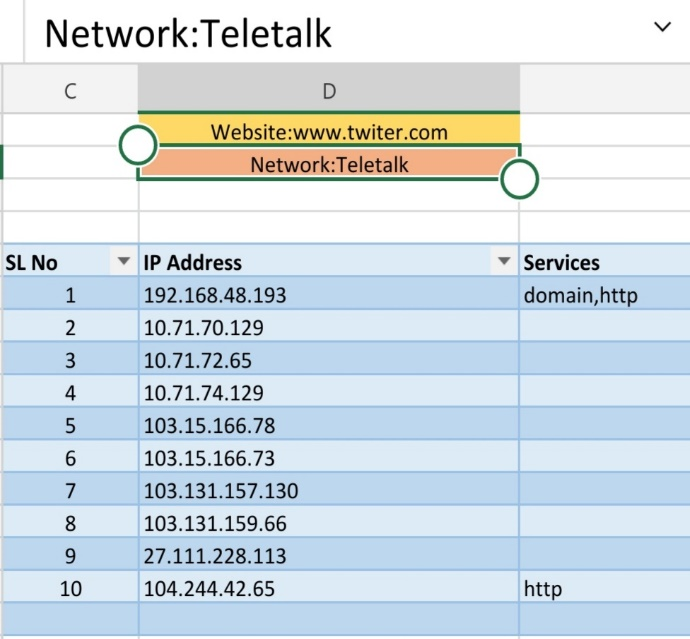 Network:Teletalk
C D
Website:www.twiter.com
Network:Teletalk
SL No IP Address Services
1 192.168.48.193 domain,http
2 10.71.70.129
3 10.71.72.65
4 10.71.74.129
5 103.15.166.78
6 103.15.166.73
7 103.131.157.130
8 103.131.159.66
9 27.111.228.113
10 104.244.42.65 http